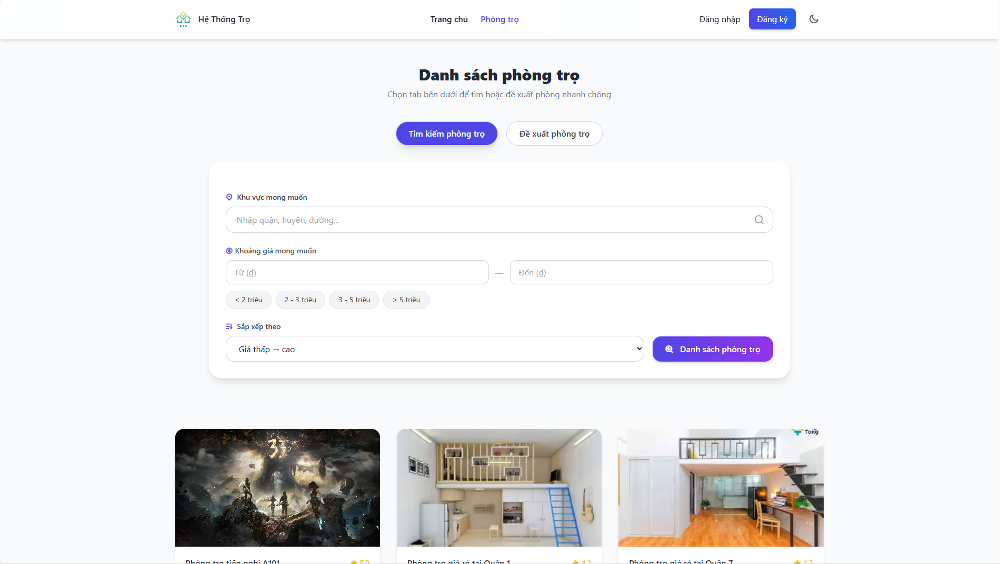 BTC
Hệ Thống Trọ
Trang chủ
Phòng trọ
Đăng nhập
Đăng ký
Danh sách phòng trọ
Chọn tab bên dưới để tìm hoặc đề xuất phòng nhanh chóng
Tìm kiếm phòng trọ
Đề xuất phòng trọ
Khu vực mong muốn
Nhập quận, huyện, đường...
Khoảng giá mong muốn
Từ (₫)
—
Đến (₫)
< 2 triệu
2 - 3 triệu
3 - 5 triệu
> 5 triệu
Sắp xếp theo
Giá thấp → cao
Danh sách phòng trọ
33
Tong
Phòng trọ tiện nghi A101
5.0
Phòng trọ giá rẻ tại Quận 1
4.2
Phòng trọ giá rẻ tại Quận 7
4.2